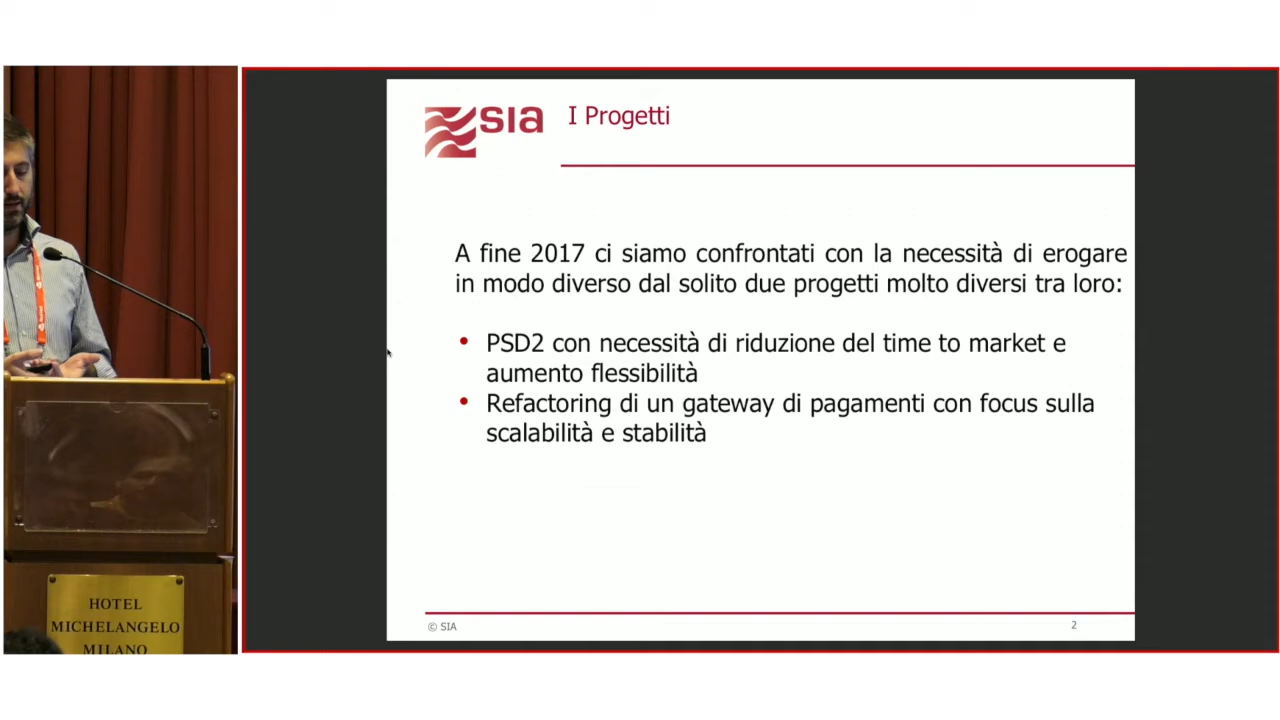 sia
I Progetti
A fine 2017 ci siamo confrontati con la necessità di erogare
in modo diverso dal solito due progetti molto diversi tra loro:
• PSD2 con necessità di riduzione del time to market e
aumento flessibilità
• Refactoring di un gateway di pagamenti con focus sulla
scalabilità e stabilità
© SIA
2
HOTEL
MICHELANGELO
MILANO